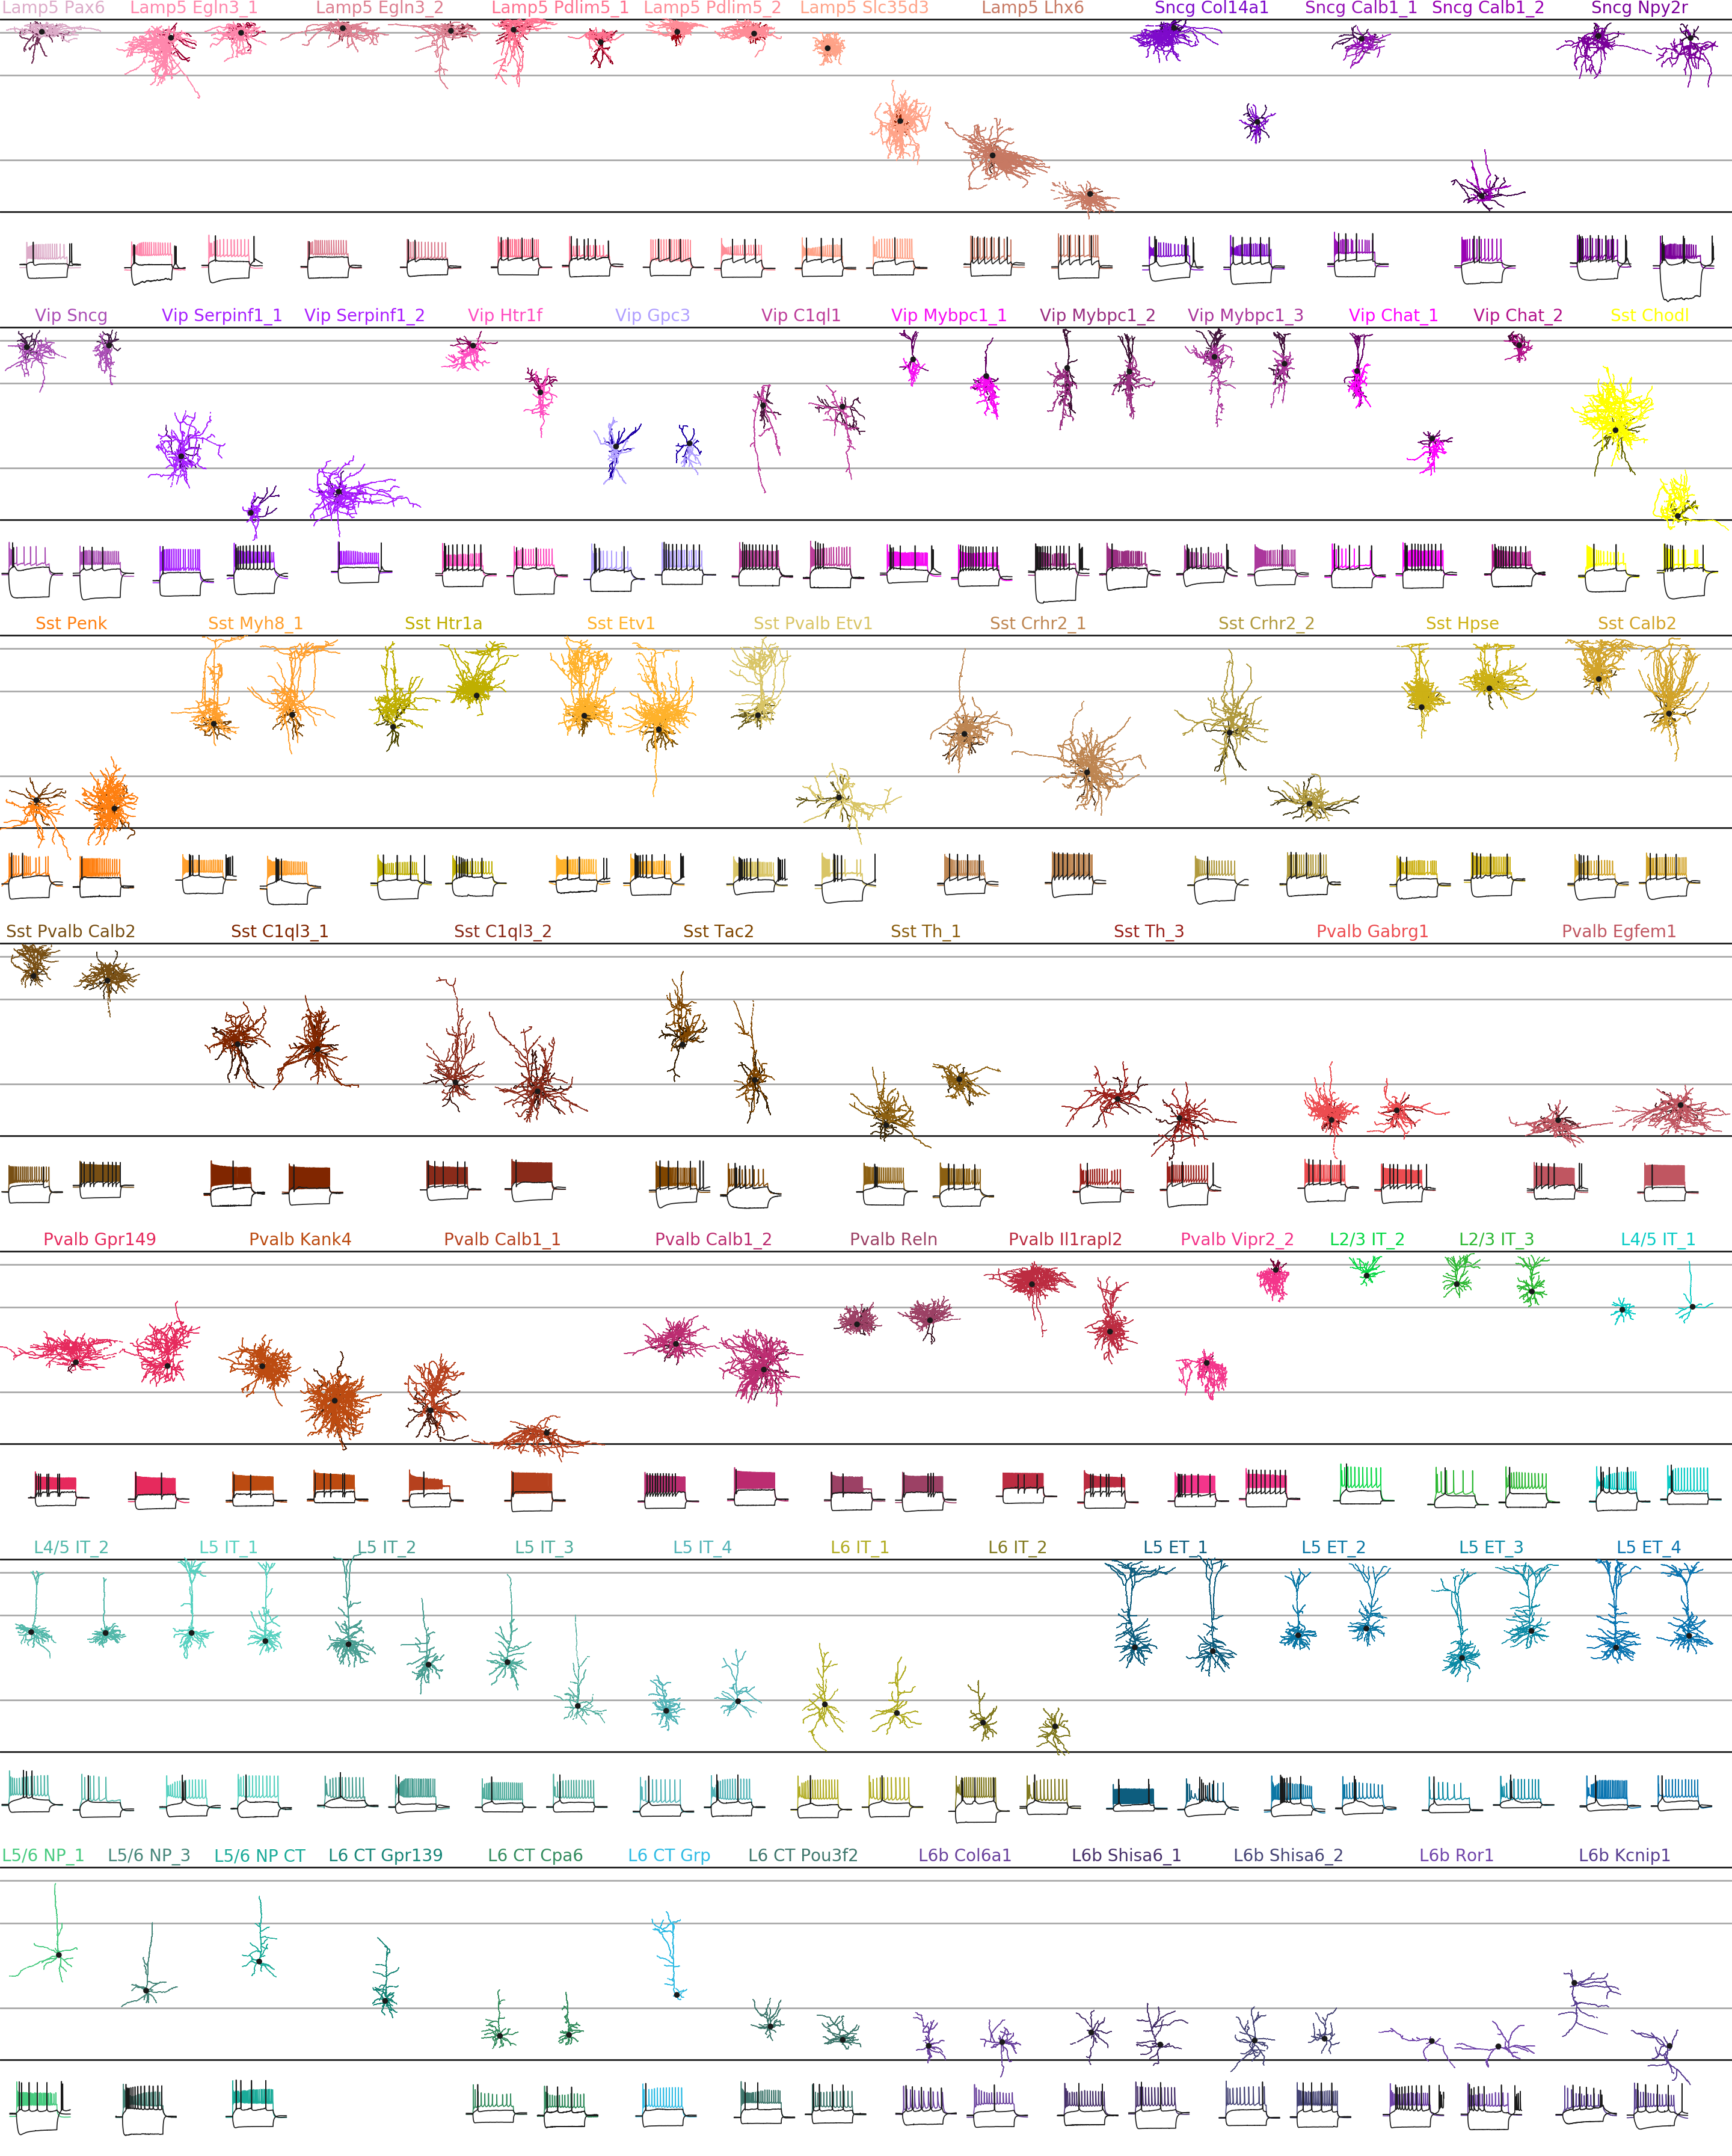 Lamp5 Pax6 Lamp5 Egln3_1 Lamp5 Egln3_2 Lamp5 Pdlim5_1 Lamp5 Pdlim5_2 Lamp5 Slc35d3 Lamp5 Lhx6 Sncg Col14a1 Sncg Calb1_1 Sncg Calb1_2 Sncg Npy2r
Vip Sncg Vip Serpinf1_1 Vip Serpinf1_2 Vip Htr1f Vip Gpc3 Vip C1ql1 Vip Mybpc1_1 Vip Mybpc1_2 Vip Mybpc1_3 Vip Chat_1 Vip Chat_2 Sst Chodl
Sst Penk Sst Myh8_1 Sst Htr1a Sst Etv1 Sst Pvalb Etv1 Sst Crhr2_1 Sst Crhr2_2 Sst Hpse Sst Calb2
Sst Pvalb Calb2 Sst C1ql3_1 Sst C1ql3_2 Sst Tac2 Sst Th_1 Sst Th_3 Pvalb Gabrg1 Pvalb Egfem1
Pvalb Gpr149 Pvalb Kank4 Pvalb Calb1_1 Pvalb Calb1_2 Pvalb Reln Pvalb Il1rapl2 Pvalb Vipr2_2 L2/3 IT_2 L2/3 IT_3 L4/5 IT_1
L4/5 IT_2 L5 IT_1 L5 IT_2 L5 IT_3 L5 IT_4 L6 IT_1 L6 IT_2 L5 ET_1 L5 ET_2 L5 ET_3 L5 ET_4
L5/6 NP_1 L5/6 NP_3 L5/6 NP CT L6 CT Gpr139 L6 CT Cpa6 L6 CT Grp L6 CT Pou3f2 L6b Col6a1 L6b Shisa6_1 L6b Shisa6_2 L6b Ror1 L6b Kcnip1